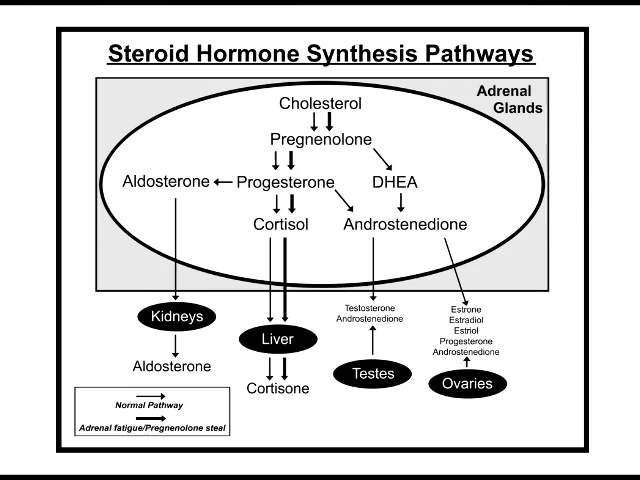 Steroid Hormone Synthesis Pathways
Adrenal
Glands
Cholesterol
Pregnenolone
Aldosterone
Progesterone
DHEA
Cortisol
Androstenedione
Kidneys
Aldosterone
Liver
Cortisone
Testosterone
Androstenedione
Testes
Estrone
Estradiol
Estriol
Progesterone
Androstenedione
Ovaries
Normal Pathway
Adrenal fatigue/Pregnenolone steal